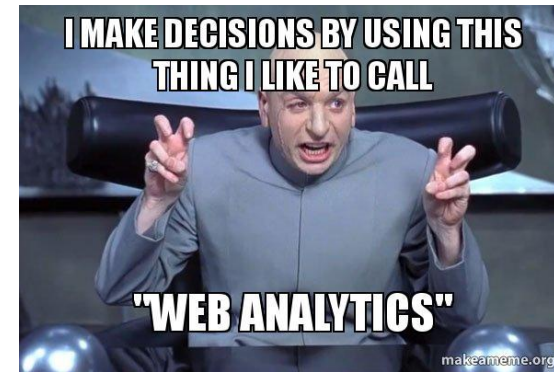 I MAKE DECISIONS BY USING THIS
THING I LIKE TO CALL
"WEB ANALYTICS"
makeameme.org